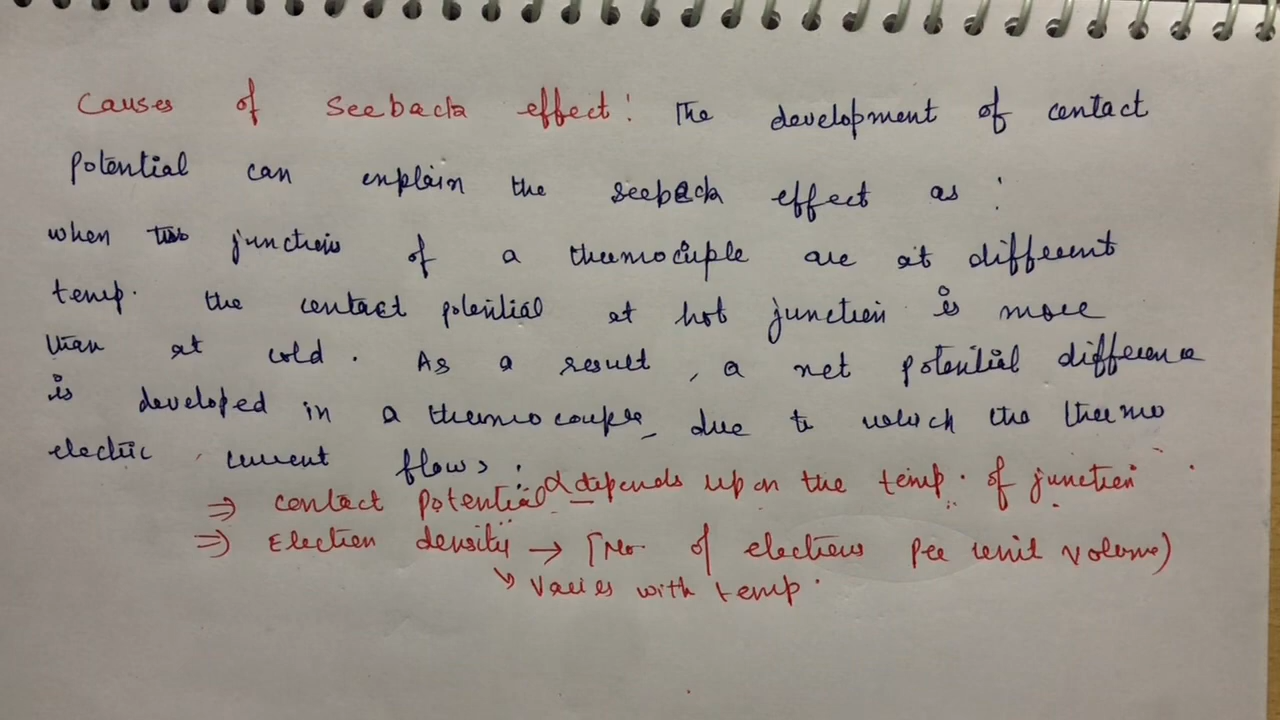 Causes of seeback effect: The development of contact
potential can explain the seeback effect as:
when two junction of a thermocuple are at different
temp. the contact potential at hot junction is more
than at cold. As a result, a net potential difference
is developed in a thermocouple, due to which the thermo
electric current flows:
⇒ contact potential depends upon the temp. of junction.
⇒ Electron density → (No. of electrons per unit volume)
↘ varies with temp.